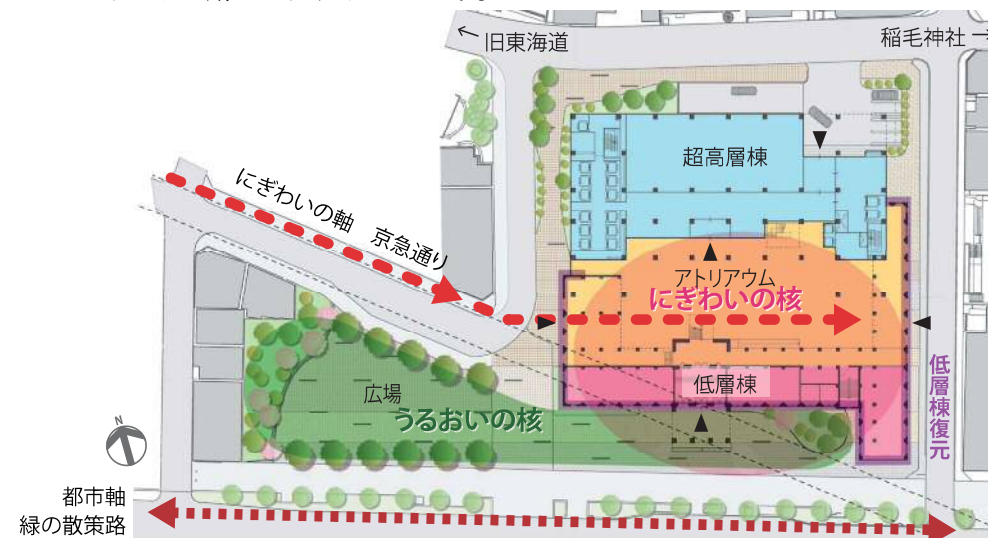 ← 旧東海道
稲毛神社 →
超高層棟
にぎわいの軸 京急通り
アトリアウム
にぎわいの核
低層棟復元
低層棟
広場
うるおいの核
N
都市軸
緑の散策路